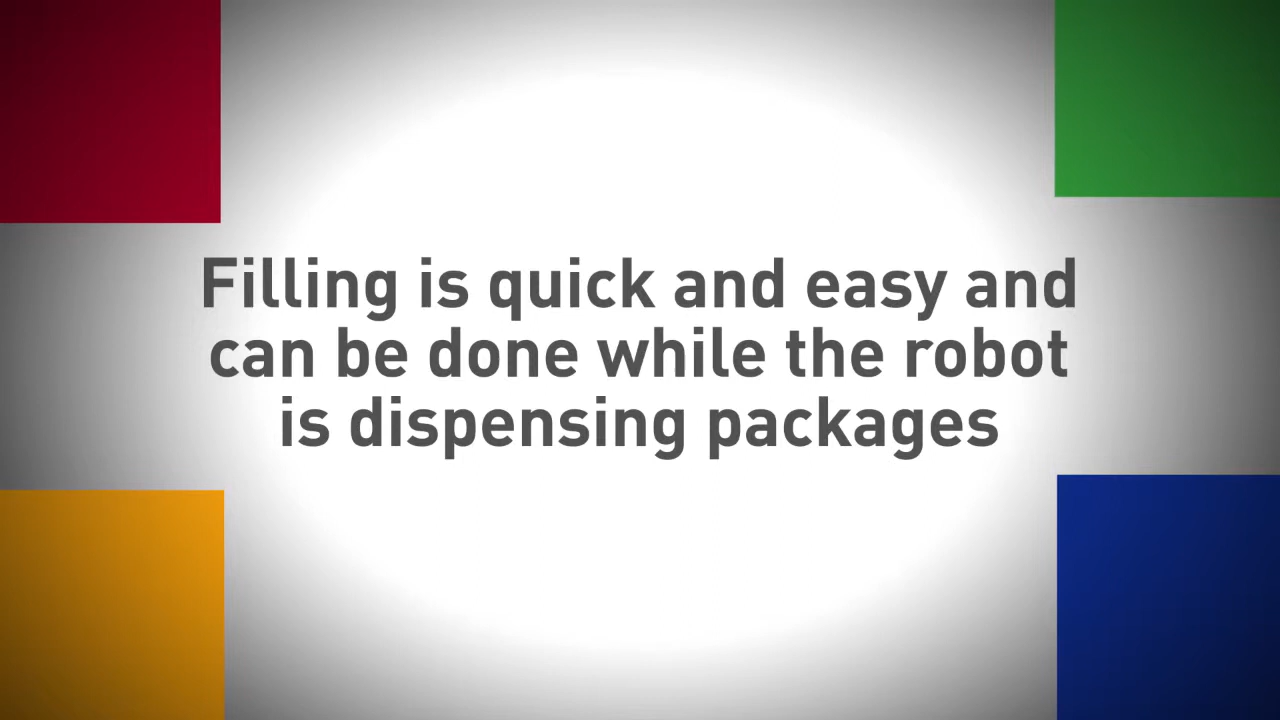 Filling is quick and easy and
can be done while the robot
is dispensing packages